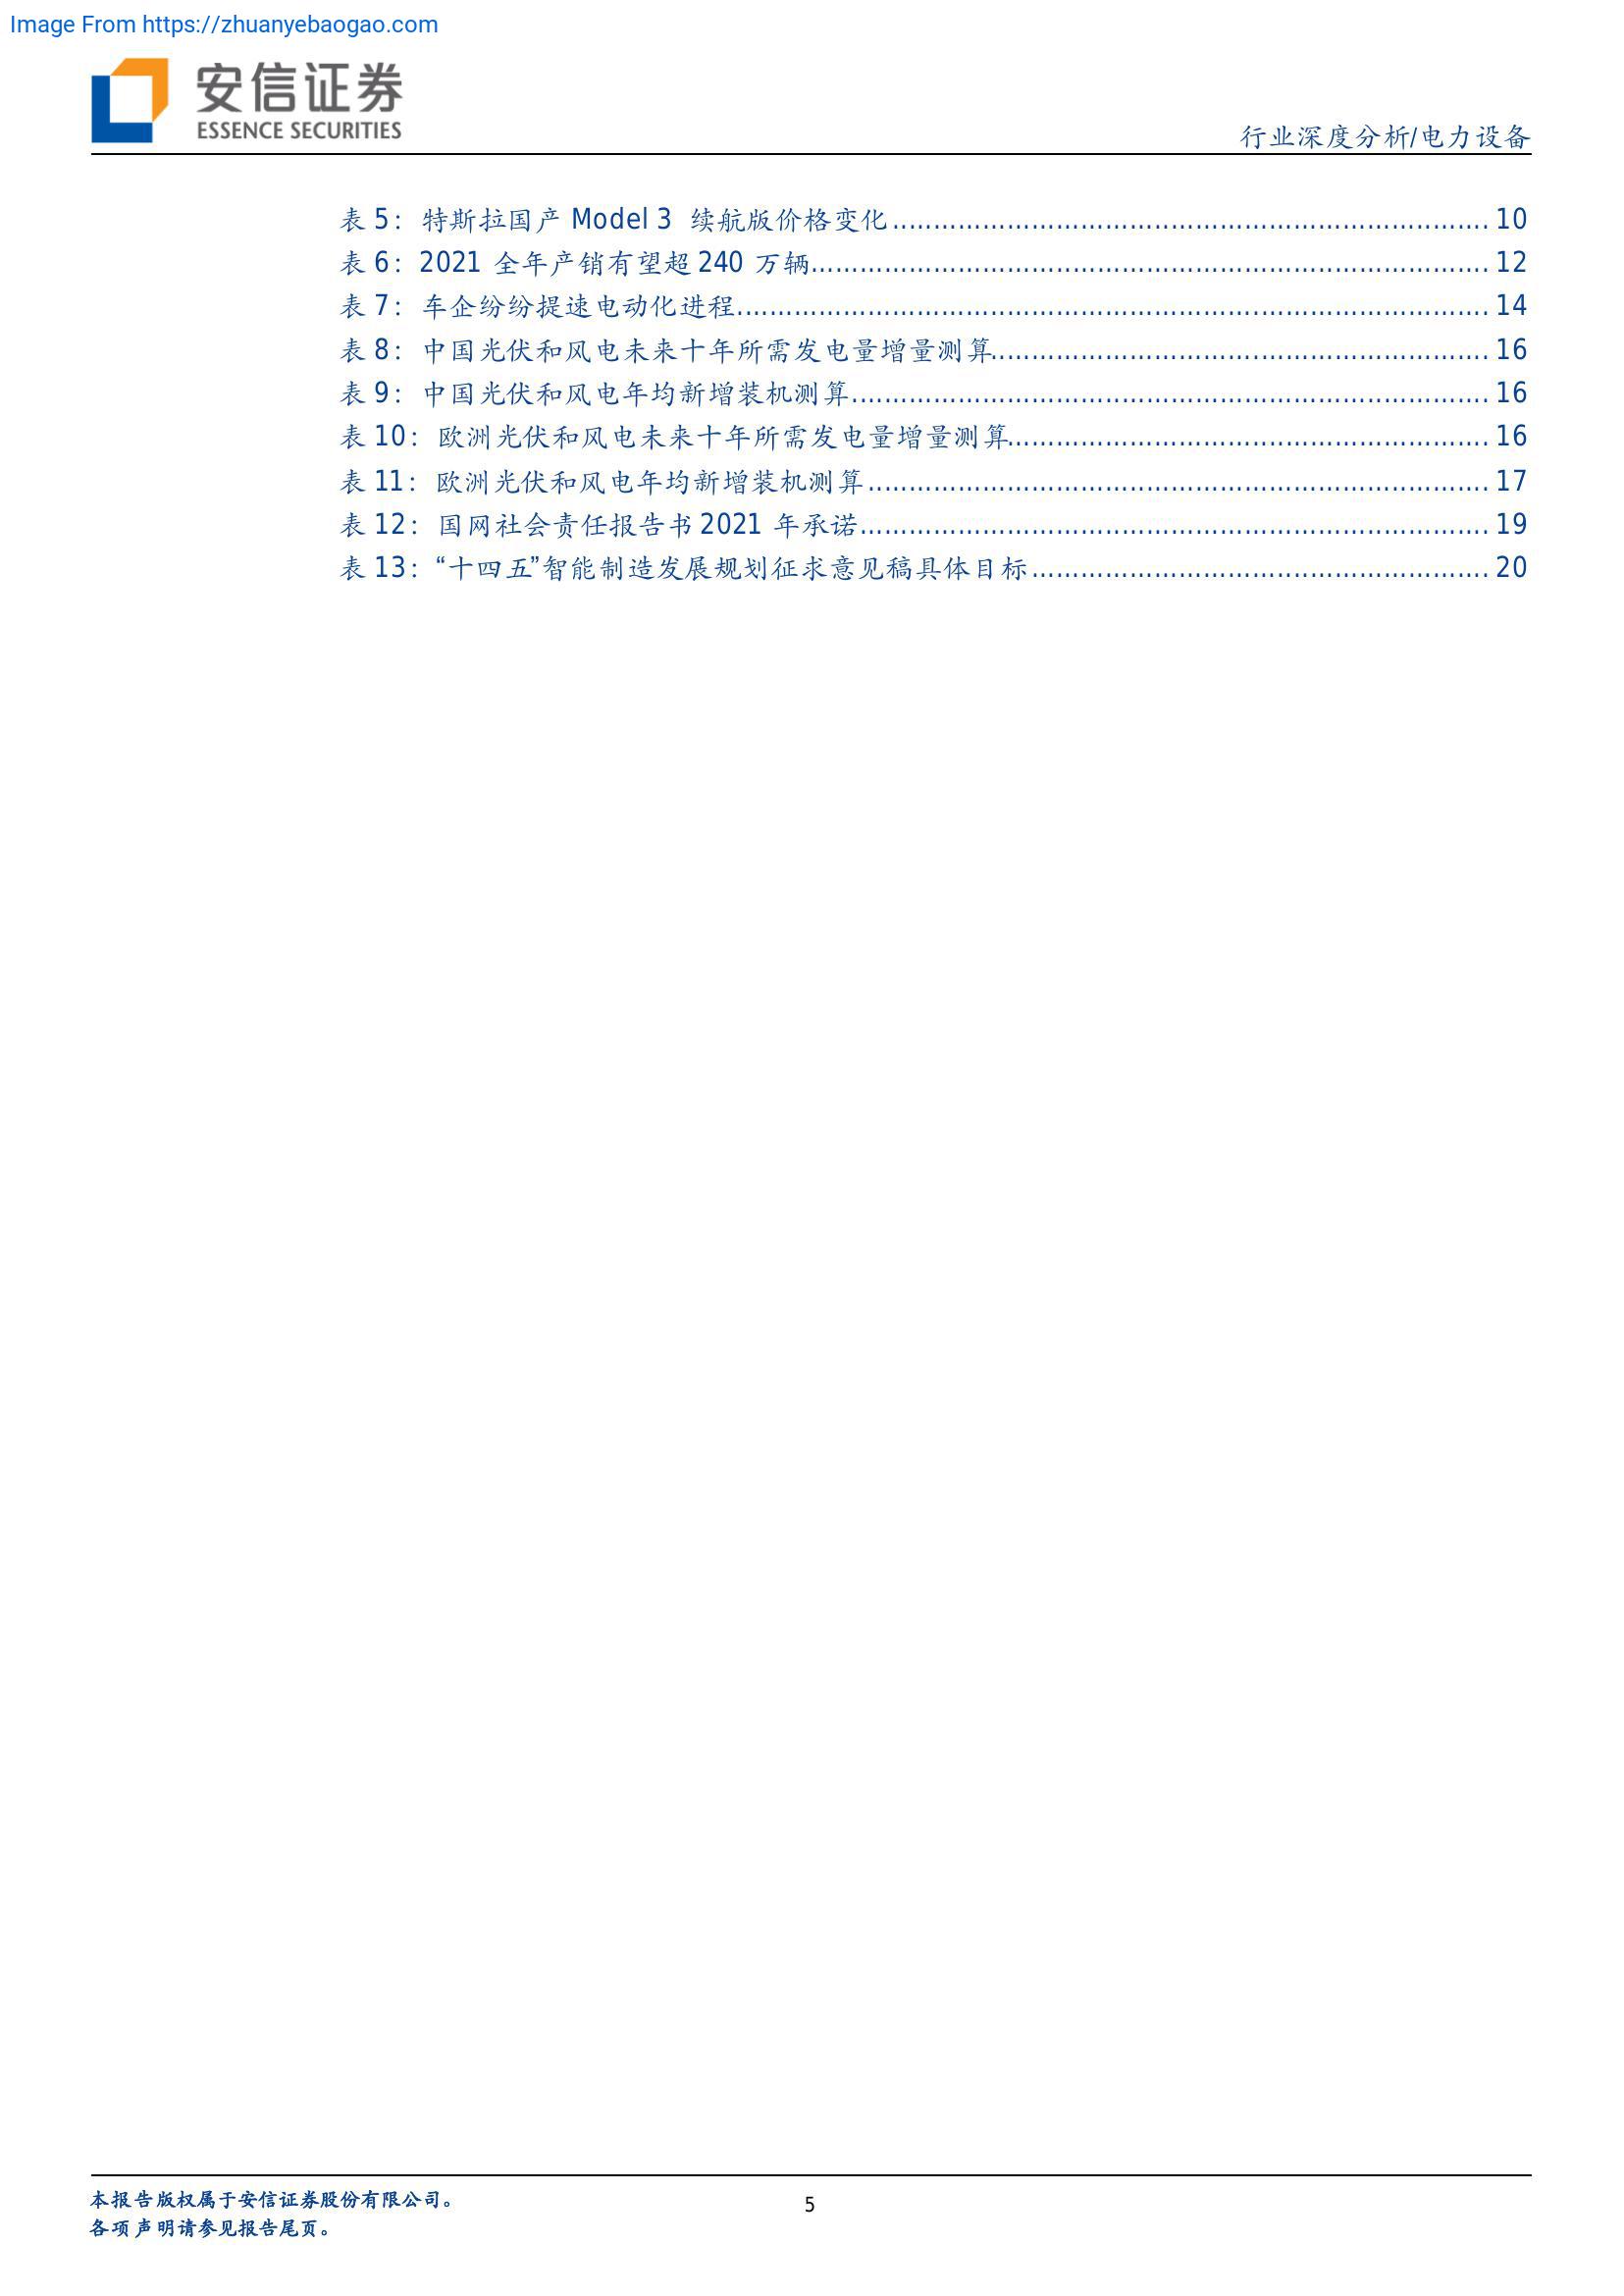 Image From https://zhuanyebaogao.com
安信证券
ESSENCE SECURITIES
行业深度分析/电力设备
表 5：特斯拉国产 Model 3 续航版价格变化 10
表 6：2021 全年产销有望超 240 万辆 12
表 7：车企纷纷提速电动化进程 14
表 8：中国光伏和风电未来十年所需发电量增量测算 16
表 9：中国光伏和风电年均新增装机测算 16
表 10：欧洲光伏和风电未来十年所需发电量增量测算 16
表 11：欧洲光伏和风电年均新增装机测算 17
表 12：国网社会责任报告书 2021 年承诺 19
表 13：“十四五”智能制造发展规划征求意见稿具体目标 20
本报告版权属于安信证券股份有限公司。
各项声明请参见报告尾页。
5